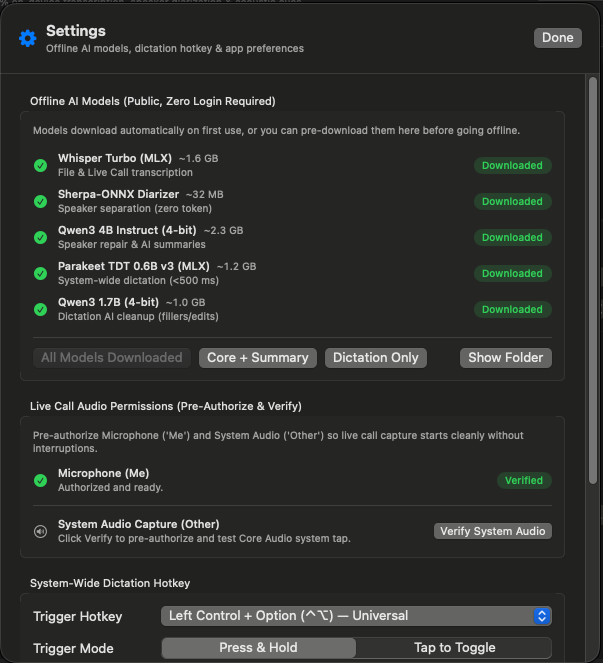 Settings
Offline AI models, dictation hotkey & app preferences
Done
Offline AI Models (Public, Zero Login Required)
Models download automatically on first use, or you can pre-download them here before going offline.
Whisper Turbo (MLX) ~1.6 GB
File & Live Call transcription
Downloaded
Sherpa-ONNX Diarizer ~32 MB
Speaker separation (zero token)
Downloaded
Qwen3 4B Instruct (4-bit) ~2.3 GB
Speaker repair & AI summaries
Downloaded
Parakeet TDT 0.6B v3 (MLX) ~1.2 GB
System-wide dictation (<500 ms)
Downloaded
Qwen3 1.7B (4-bit) ~1.0 GB
Dictation AI cleanup (fillers/edits)
Downloaded
All Models Downloaded Core + Summary Dictation Only Show Folder
Live Call Audio Permissions (Pre-Authorize & Verify)
Pre-authorize Microphone ('Me') and System Audio ('Other') so live call capture starts cleanly without
interruptions.
Microphone (Me)
Authorized and ready.
Verified
System Audio Capture (Other)
Click Verify to pre-authorize and test Core Audio system tap.
Verify System Audio
System-Wide Dictation Hotkey
Trigger Hotkey Left Control + Option (^⌥) — Universal
Trigger Mode Press & Hold Tap to Toggle